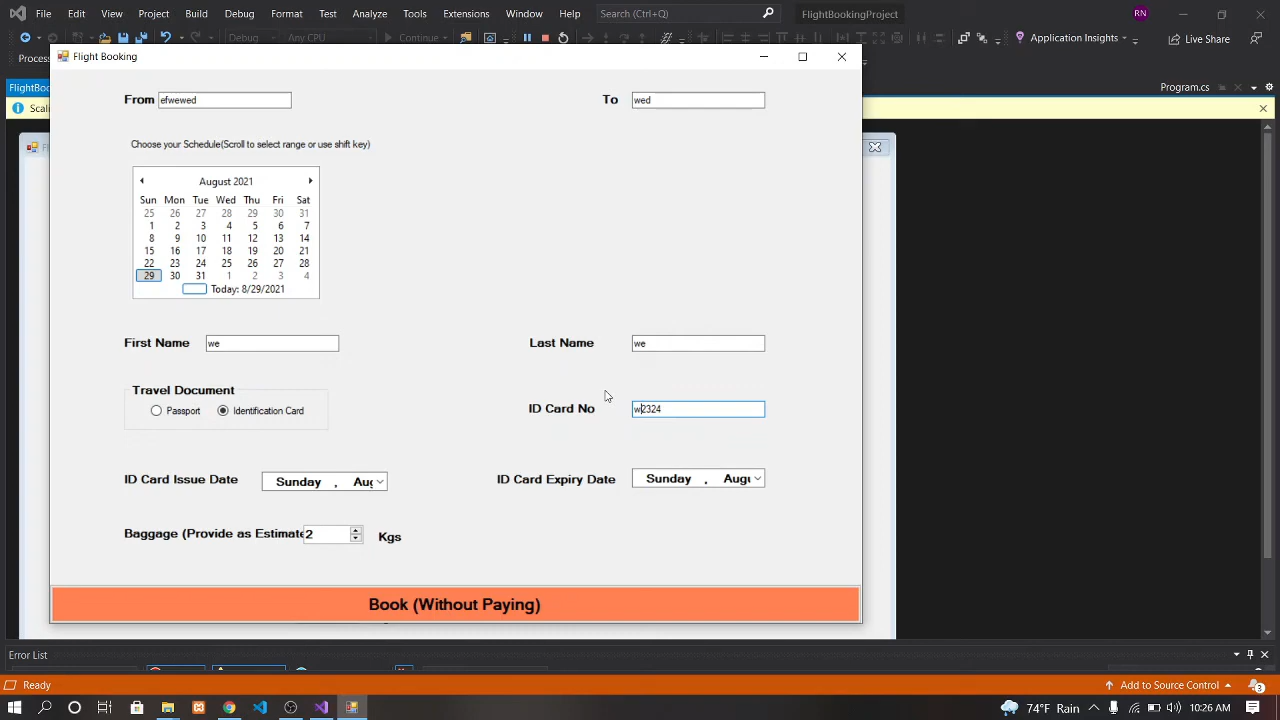 File Edit View Project Build Debug Format Test Analyze Tools Extensions Window Help Search (Ctrl+Q) FlightBookingProject RN
Debug Any CPU Continue Application Insights Live Share
Flight Booking
Program.cs
From efwewed To wed
Choose your Schedule(Scroll to select range or use shift key)
August 2021
Sun Mon Tue Wed Thu Fri Sat
25 26 27 28 29 30 31
1 2 3 4 5 6 7
8 9 10 11 12 13 14
15 16 17 18 19 20 21
22 23 24 25 26 27 28
29 30 31 1 2 3 4
Today: 8/29/2021
First Name we Last Name we
Travel Document
Passport Identification Card
ID Card No w2324
ID Card Issue Date Sunday , Aug
ID Card Expiry Date Sunday , Augu
Baggage (Provide as Estimate 2 Kgs
Book (Without Paying)
Error List
Ready Add to Source Control 3
74°F Rain 10:26 AM